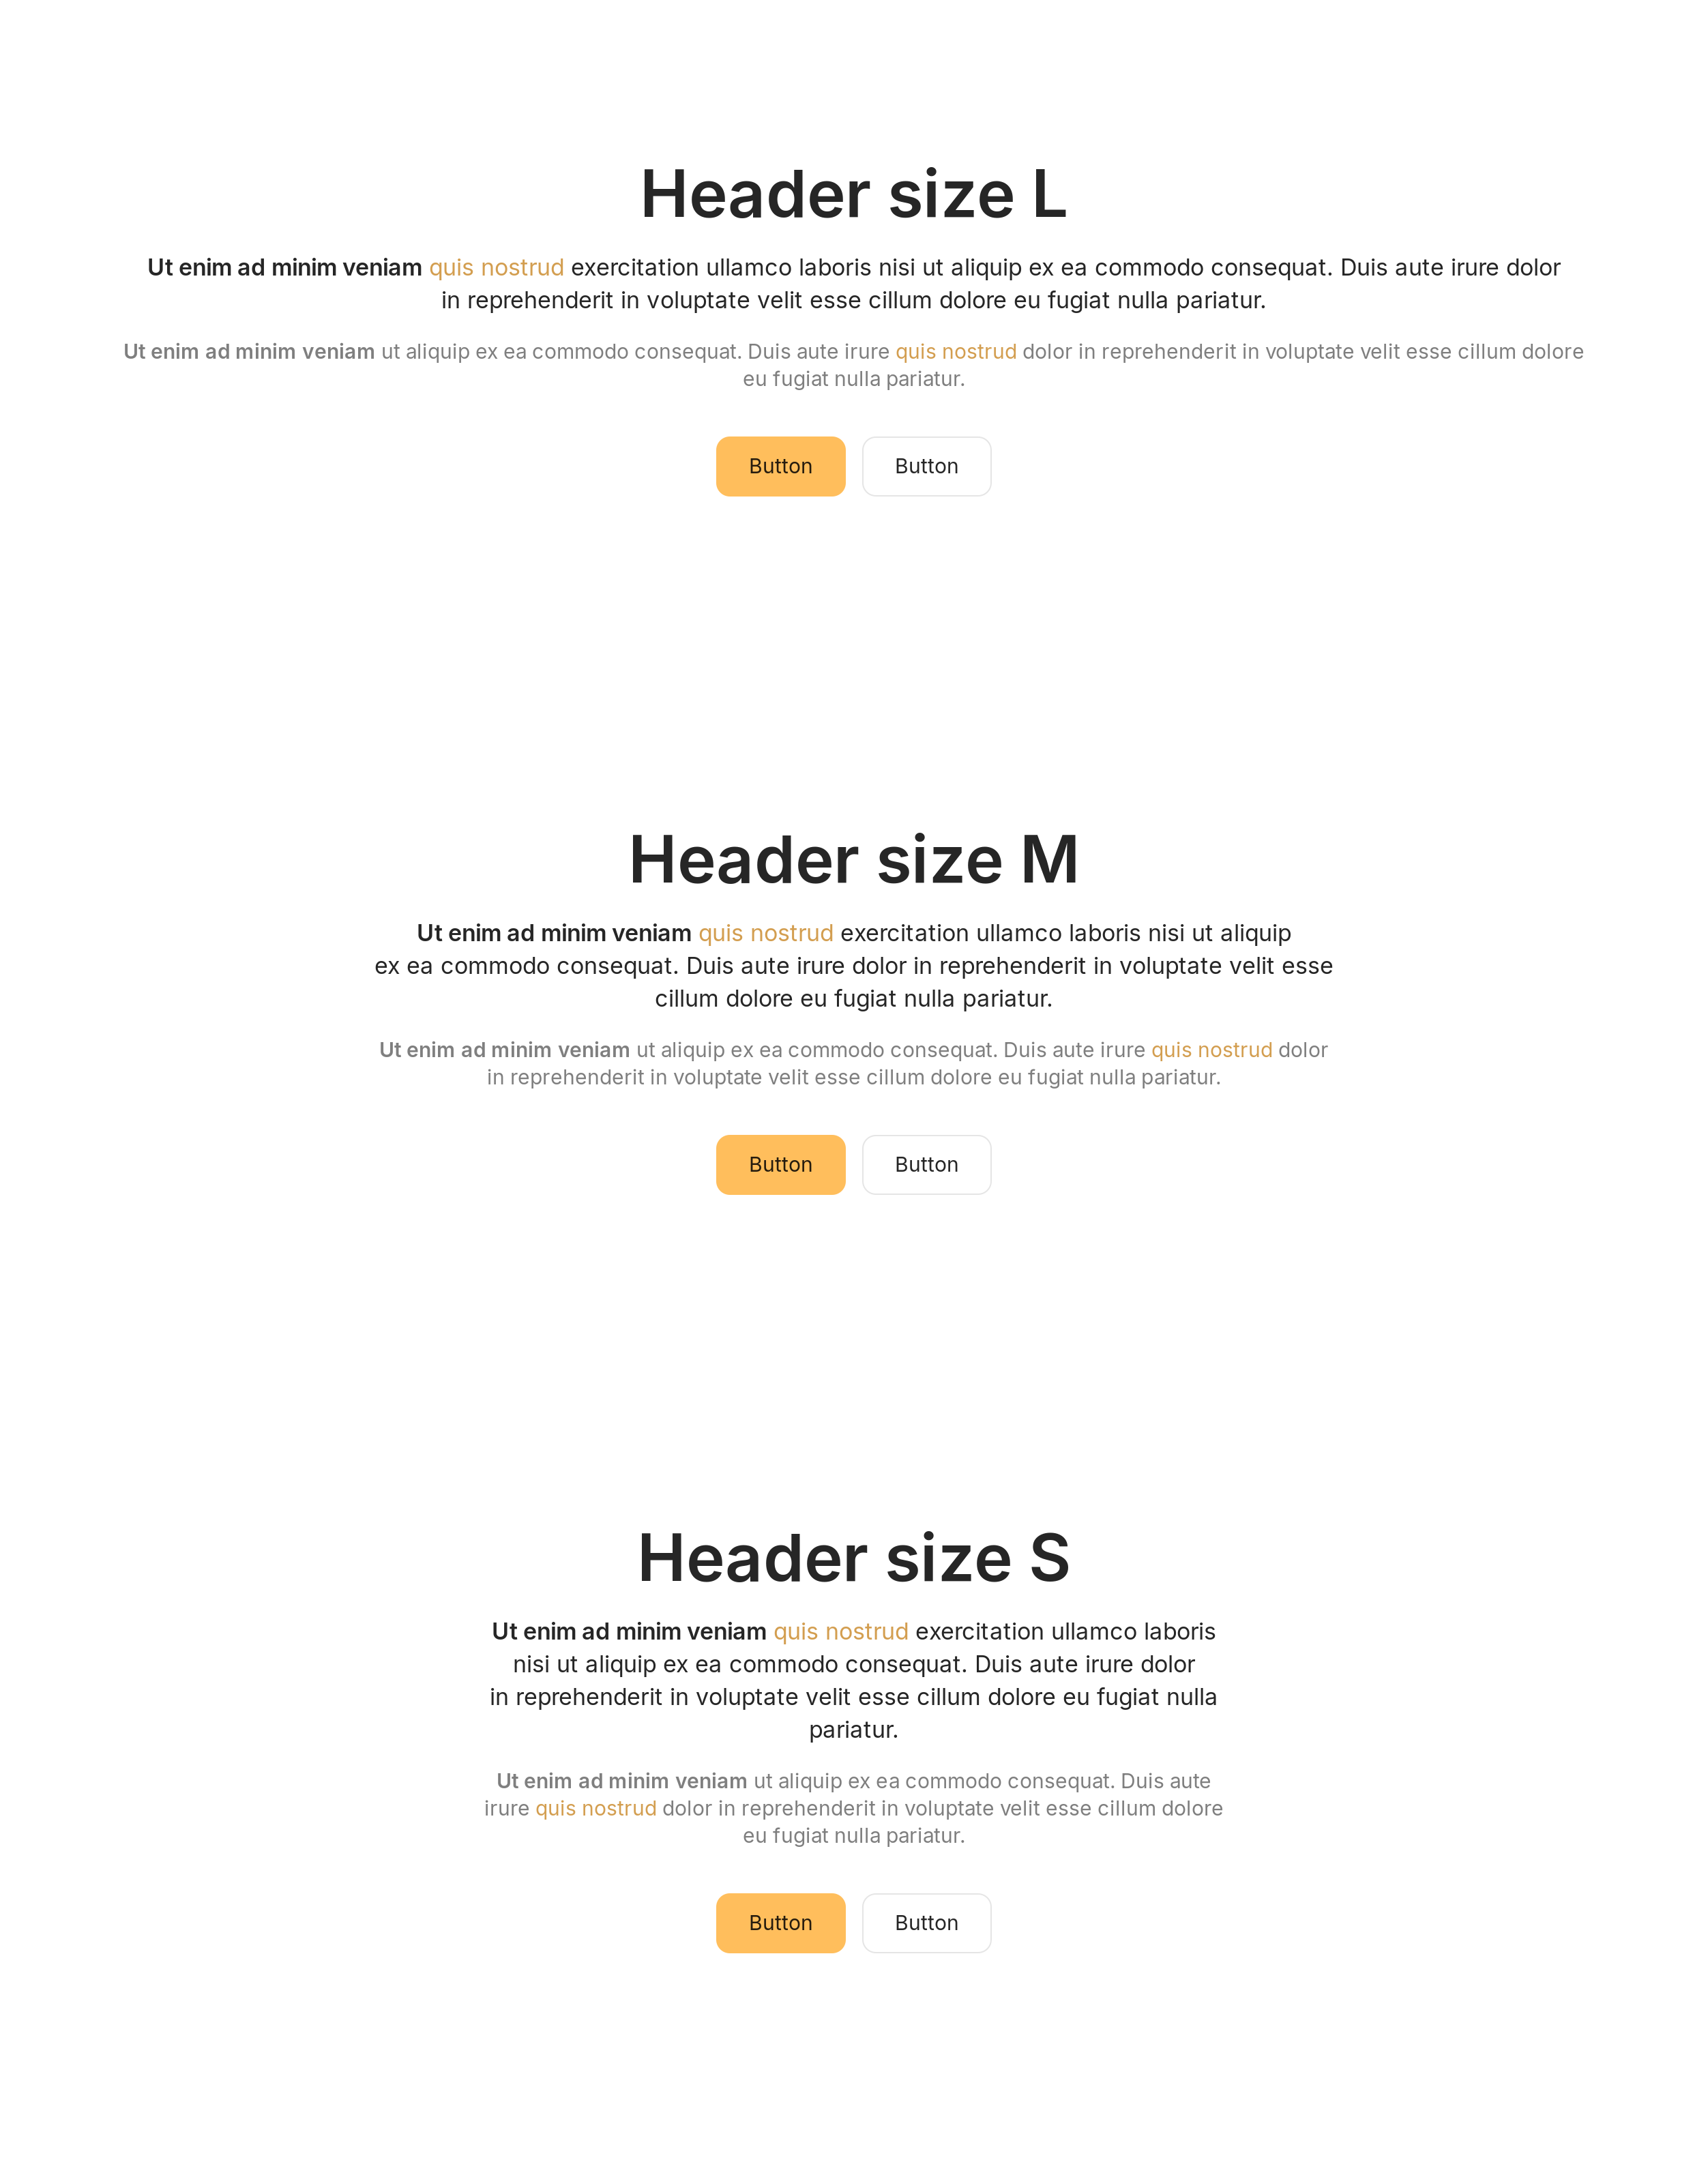 Header size L
Ut enim ad minim veniam quis nostrud exercitation ullamco laboris nisi ut aliquip ex ea commodo consequat. Duis aute irure dolor
in reprehenderit in voluptate velit esse cillum dolore eu fugiat nulla pariatur.
Ut enim ad minim veniam ut aliquip ex ea commodo consequat. Duis aute irure quis nostrud dolor in reprehenderit in voluptate velit esse cillum dolore
eu fugiat nulla pariatur.
Button Button
Header size M
Ut enim ad minim veniam quis nostrud exercitation ullamco laboris nisi ut aliquip
ex ea commodo consequat. Duis aute irure dolor in reprehenderit in voluptate velit esse
cillum dolore eu fugiat nulla pariatur.
Ut enim ad minim veniam ut aliquip ex ea commodo consequat. Duis aute irure quis nostrud dolor
in reprehenderit in voluptate velit esse cillum dolore eu fugiat nulla pariatur.
Button Button
Header size S
Ut enim ad minim veniam quis nostrud exercitation ullamco laboris
nisi ut aliquip ex ea commodo consequat. Duis aute irure dolor
in reprehenderit in voluptate velit esse cillum dolore eu fugiat nulla
pariatur.
Ut enim ad minim veniam ut aliquip ex ea commodo consequat. Duis aute
irure quis nostrud dolor in reprehenderit in voluptate velit esse cillum dolore
eu fugiat nulla pariatur.
Button Button